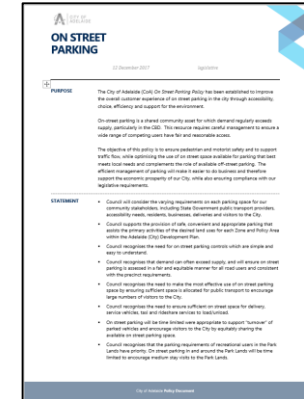 CITY OF
ADELAIDE
ON STREET
PARKING
12 December 2017 legislative
PURPOSE
The City of Adelaide (CoA) On Street Parking Policy has been established to improve
the overall customer experience of on street parking in the city through accessibility,
choice, efficiency and support for the environment.
On-street parking is a shared community asset for which demand regularly exceeds
supply, particularly in the CBD. This resource requires careful management to ensure a
wide range of competing users have fair and reasonable access.
The objective of this policy is to ensure pedestrian and motorist safety and to support
traffic flow, while optimising the use of on street space available for parking that best
meets local needs and complements the role of available off-street parking. The
efficient management of parking will make it easier to do business and therefore
support the economic prosperity of our City, while also ensuring compliance with our
legislative requirements.
STATEMENT
• Council will consider the varying requirements on each parking space for our
community stakeholders, including State Government public transport providers,
accessibility needs, residents, businesses, deliveries and visitors to the City.
• Council supports the provision of safe, convenient and appropriate parking that
assists the primary activities of the desired land uses for each Zone and Policy Area
within the Adelaide (City) Development Plan.
• Council recognises the need for on street parking controls which are simple and
easy to understand.
• Council recognises that demand can often exceed supply, and will ensure on street
parking is assessed in a fair and equitable manner for all road users and consistent
with the precinct requirements.
• Council recognises the need to make the most effective use of on street parking
space by ensuring sufficient space is allocated for public transport to encourage
large numbers of visitors to the City.
• Council recognises the need to ensure sufficient on street space for delivery,
service vehicles, taxi and rideshare services to load/unload.
• On street parking will be time limited were appropriate to support "turnover" of
parked vehicles and encourage visitors to the City by equitably sharing the
available on street parking space.
• Council recognises that the parking requirements of recreational users in the Park
Lands have priority. On street parking in and around the Park Lands will be time
limited to encourage medium stay visits to the Park Lands.
City of Adelaide Policy Document